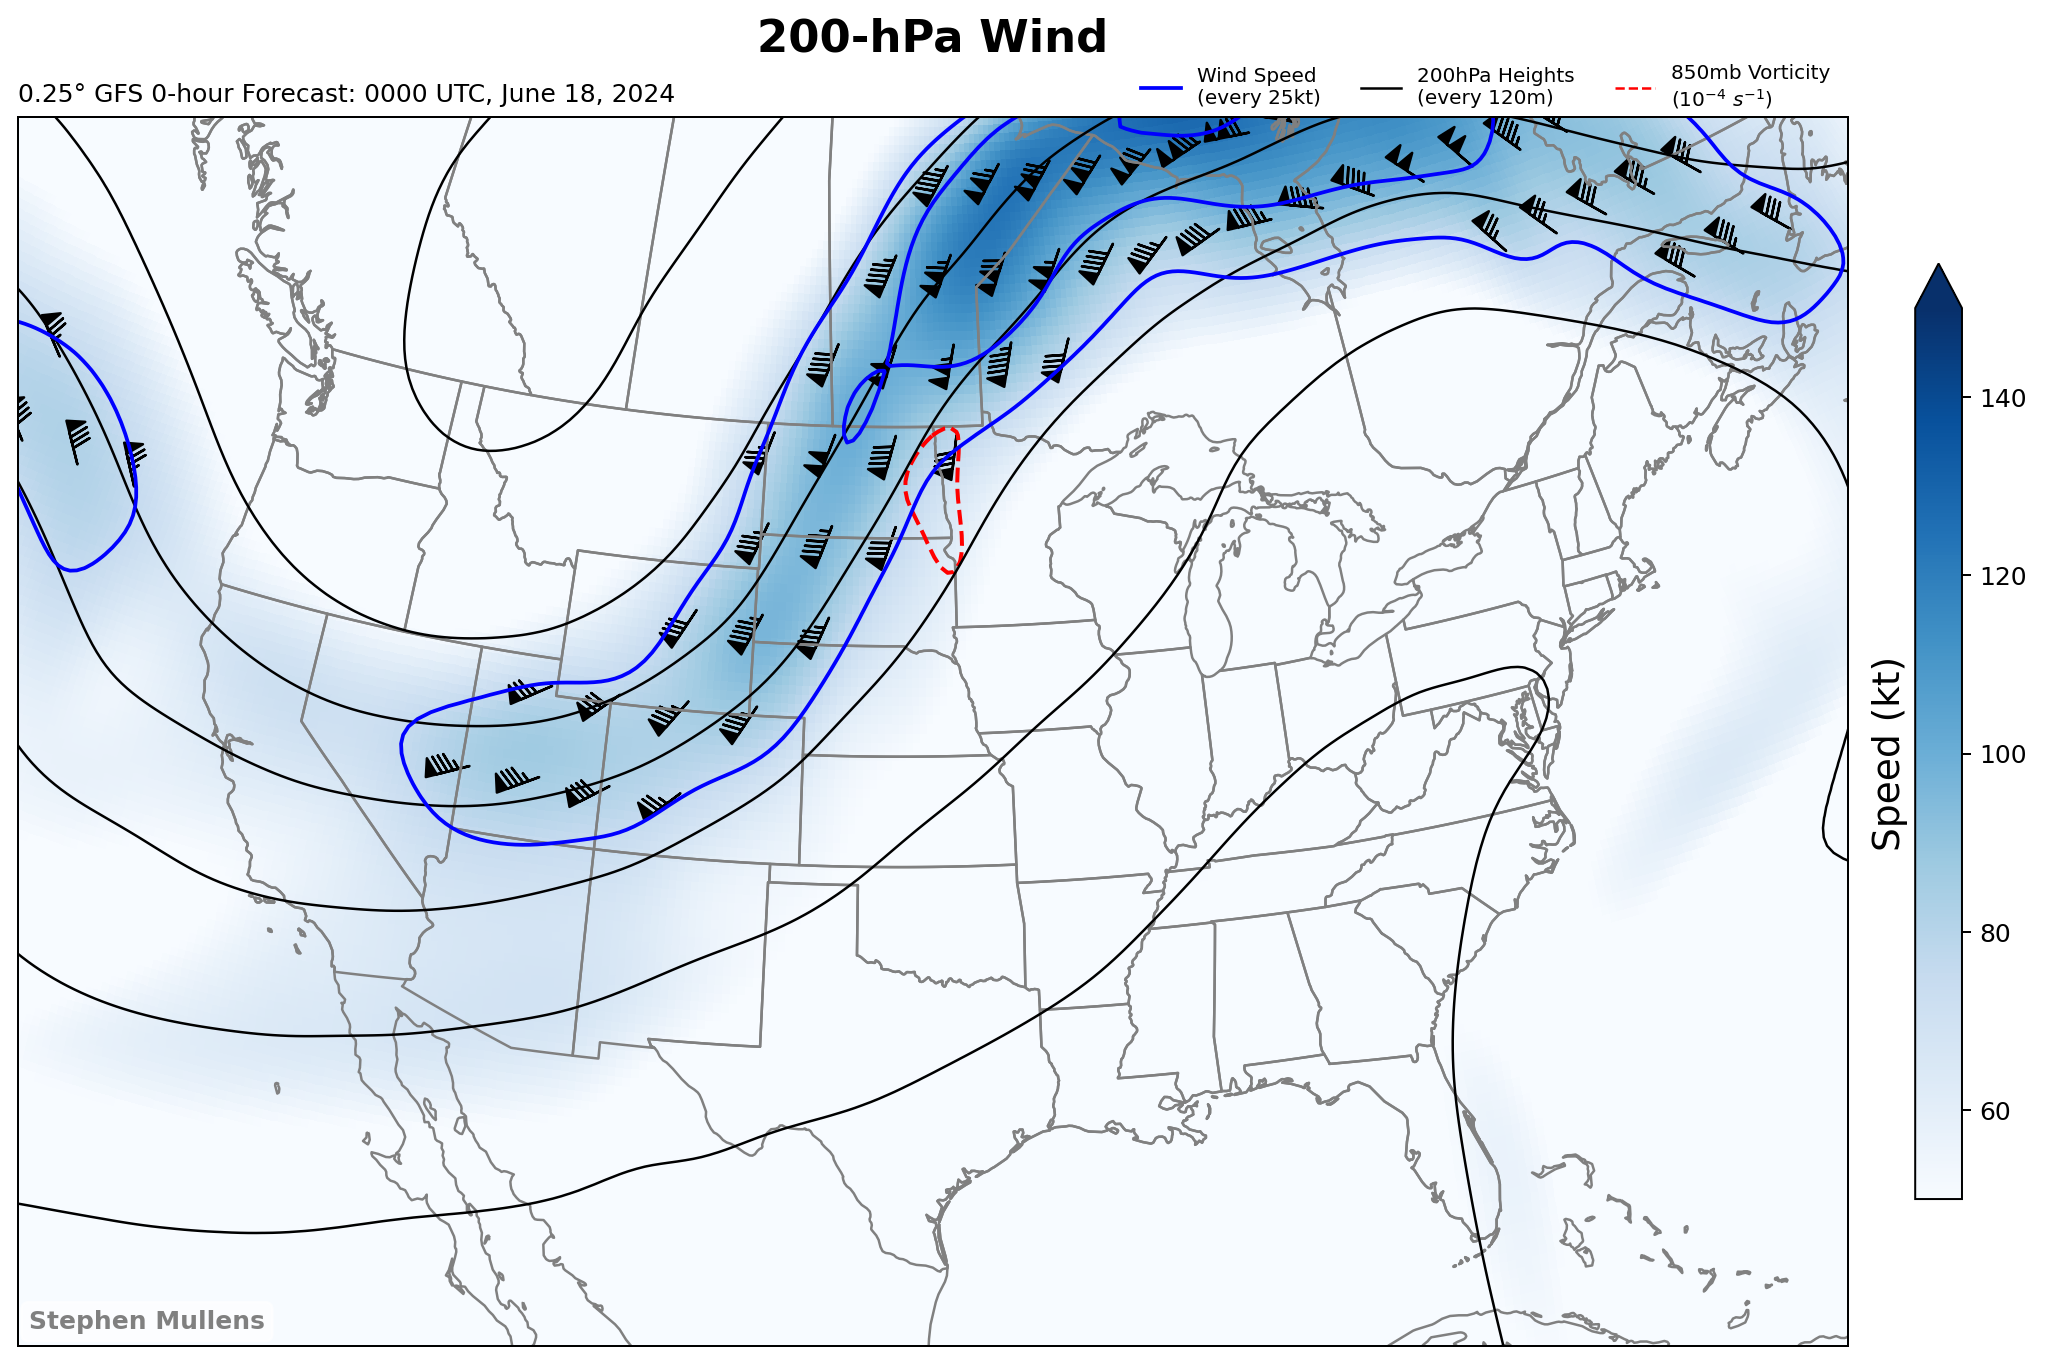 200-hPa Wind
0.25° GFS 0-hour Forecast: 0000 UTC, June 18, 2024
Wind Speed
(every 25kt)
200hPa Heights
(every 120m)
850mb Vorticity
(10⁻⁴ s⁻¹)
140
120
100
80
60
Speed (kt)
Stephen Mullens